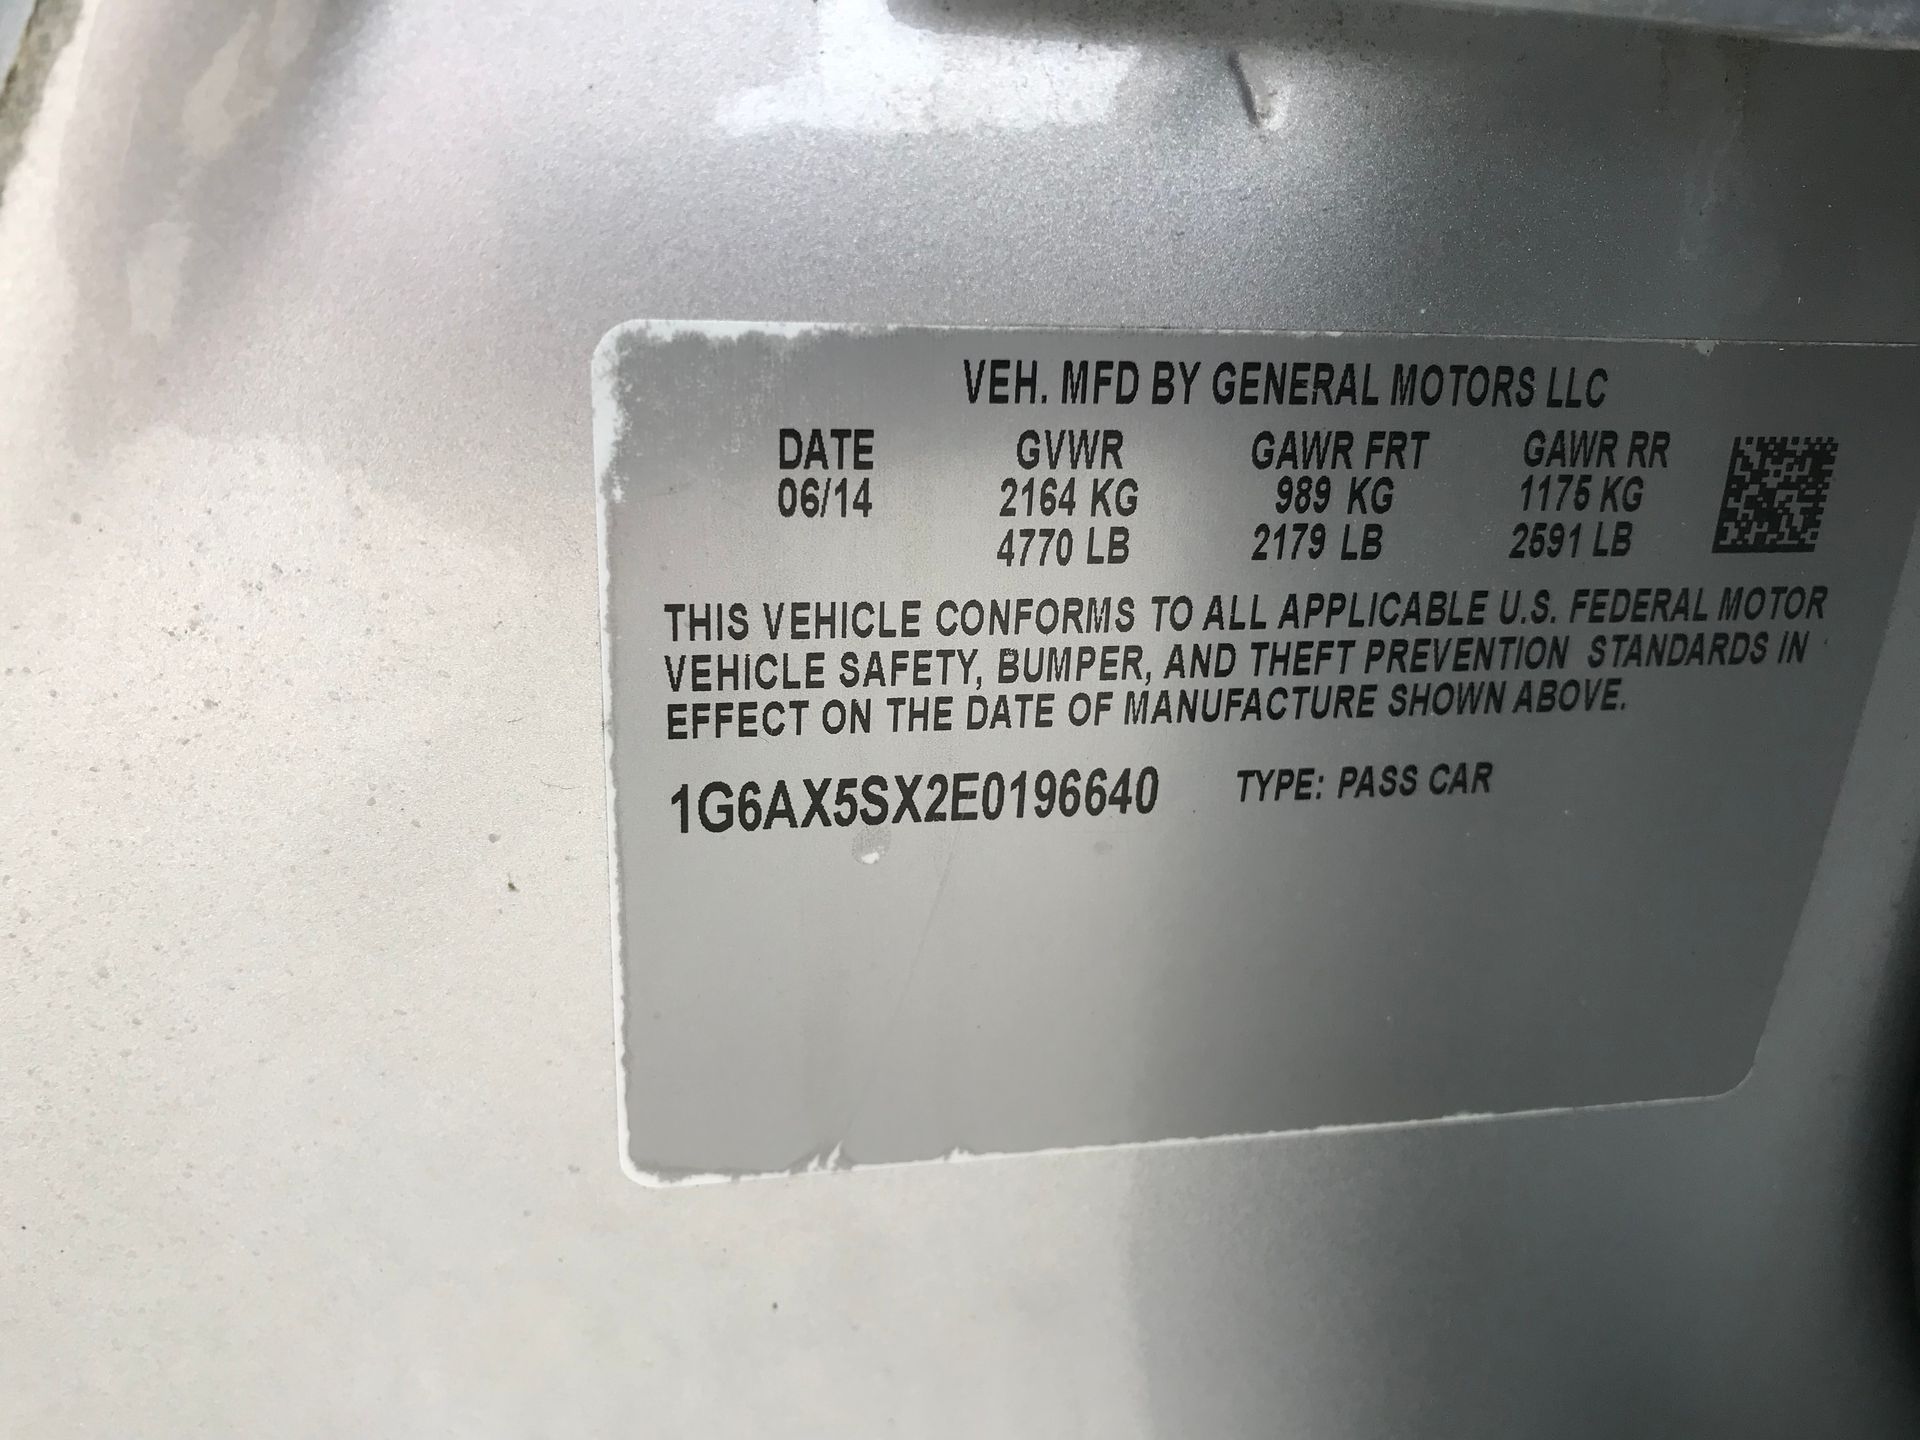 VEH. MFD BY GENERAL MOTORS LLC
DATE GVWR GAWR FRT GAWR RR
06/14 2164 KG 989 KG 1175 KG
4770 LB 2179 LB 2591 LB
THIS VEHICLE CONFORMS TO ALL APPLICABLE U.S. FEDERAL MOTOR
VEHICLE SAFETY, BUMPER, AND THEFT PREVENTION STANDARDS IN
EFFECT ON THE DATE OF MANUFACTURE SHOWN ABOVE.
1G6AX5SX2E0196640 TYPE: PASS CAR